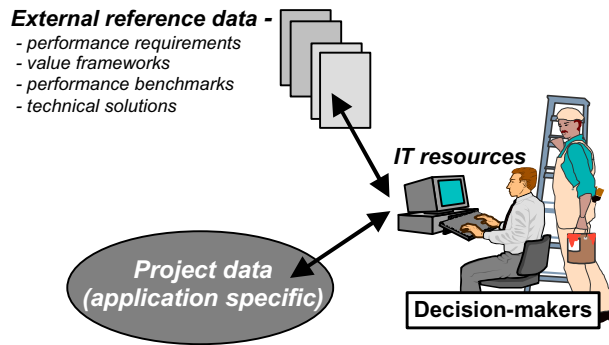 External reference data -
- performance requirements
- value frameworks
- performance benchmarks
- technical solutions
IT resources
Project data
(application specific)
Decision-makers